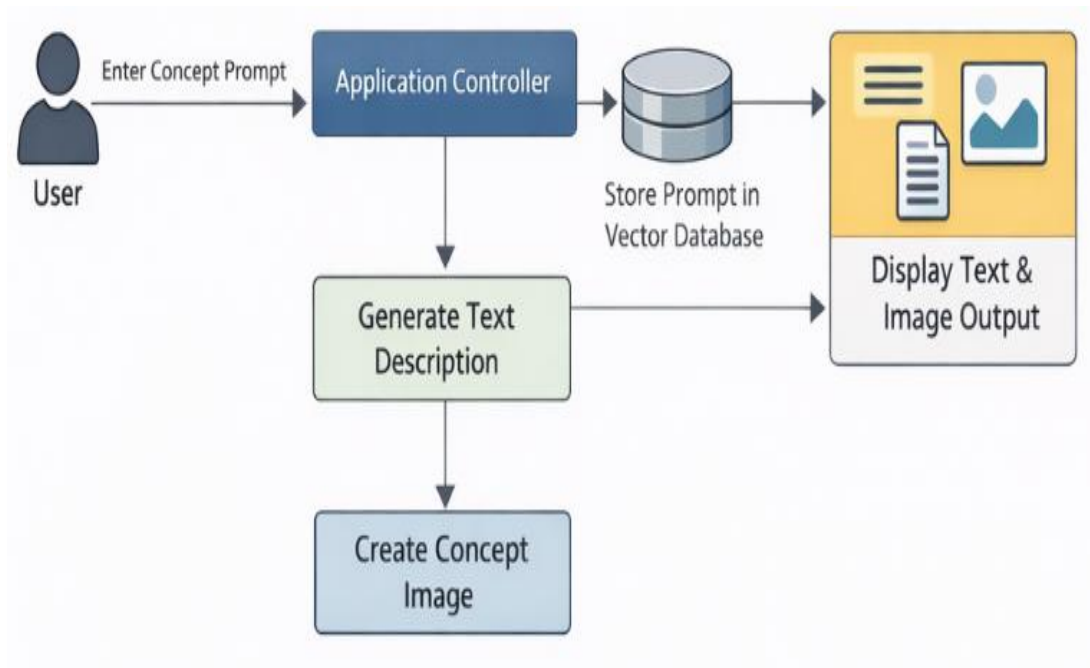 Enter Concept Prompt
Application Controller
User
Store Prompt in
Vector Database
Display Text &
Image Output
Generate Text
Description
Create Concept
Image